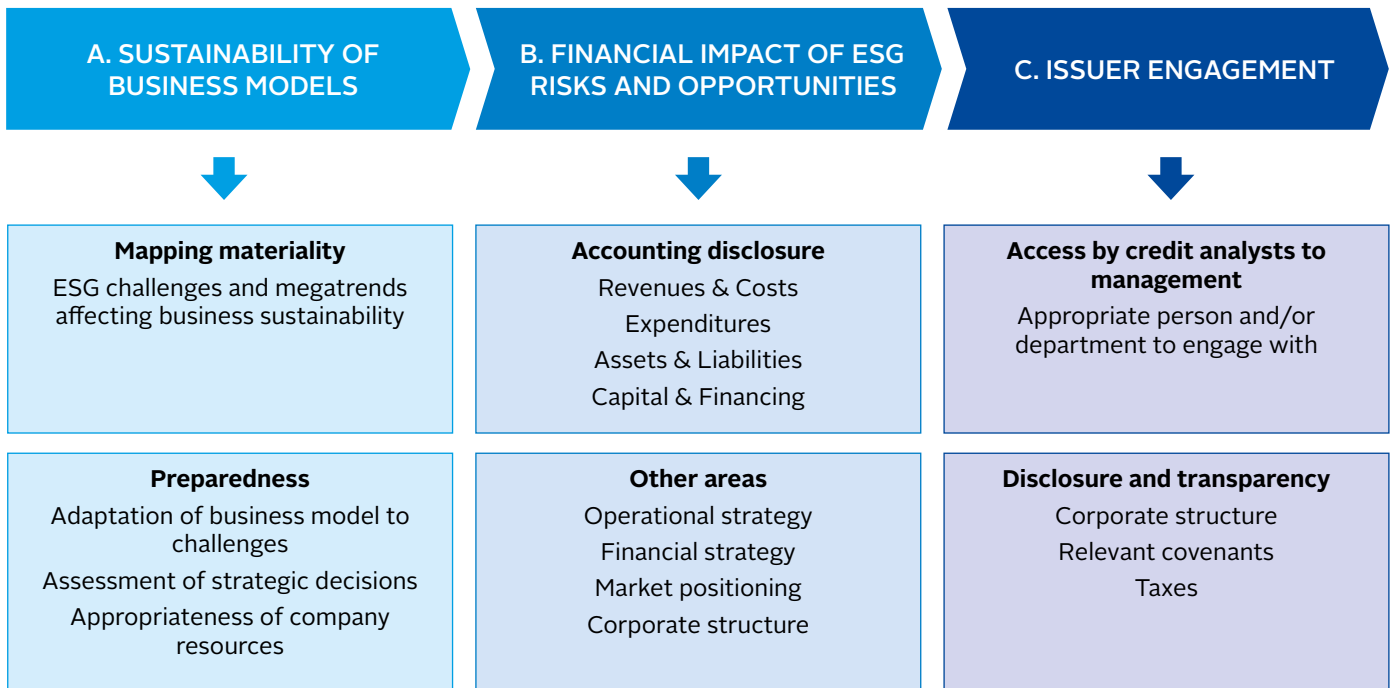 A. SUSTAINABILITY OF
BUSINESS MODELS
B. FINANCIAL IMPACT OF ESG
RISKS AND OPPORTUNITIES
C. ISSUER ENGAGEMENT
Mapping materiality
ESG challenges and megatrends
affecting business sustainability
Accounting disclosure
Revenues & Costs
Expenditures
Assets & Liabilities
Capital & Financing
Access by credit analysts to
management
Appropriate person and/or
department to engage with
Preparedness
Adaptation of business model to
challenges
Assessment of strategic decisions
Appropriateness of company
resources
Other areas
Operational strategy
Financial strategy
Market positioning
Corporate structure
Disclosure and transparency
Corporate structure
Relevant covenants
Taxes